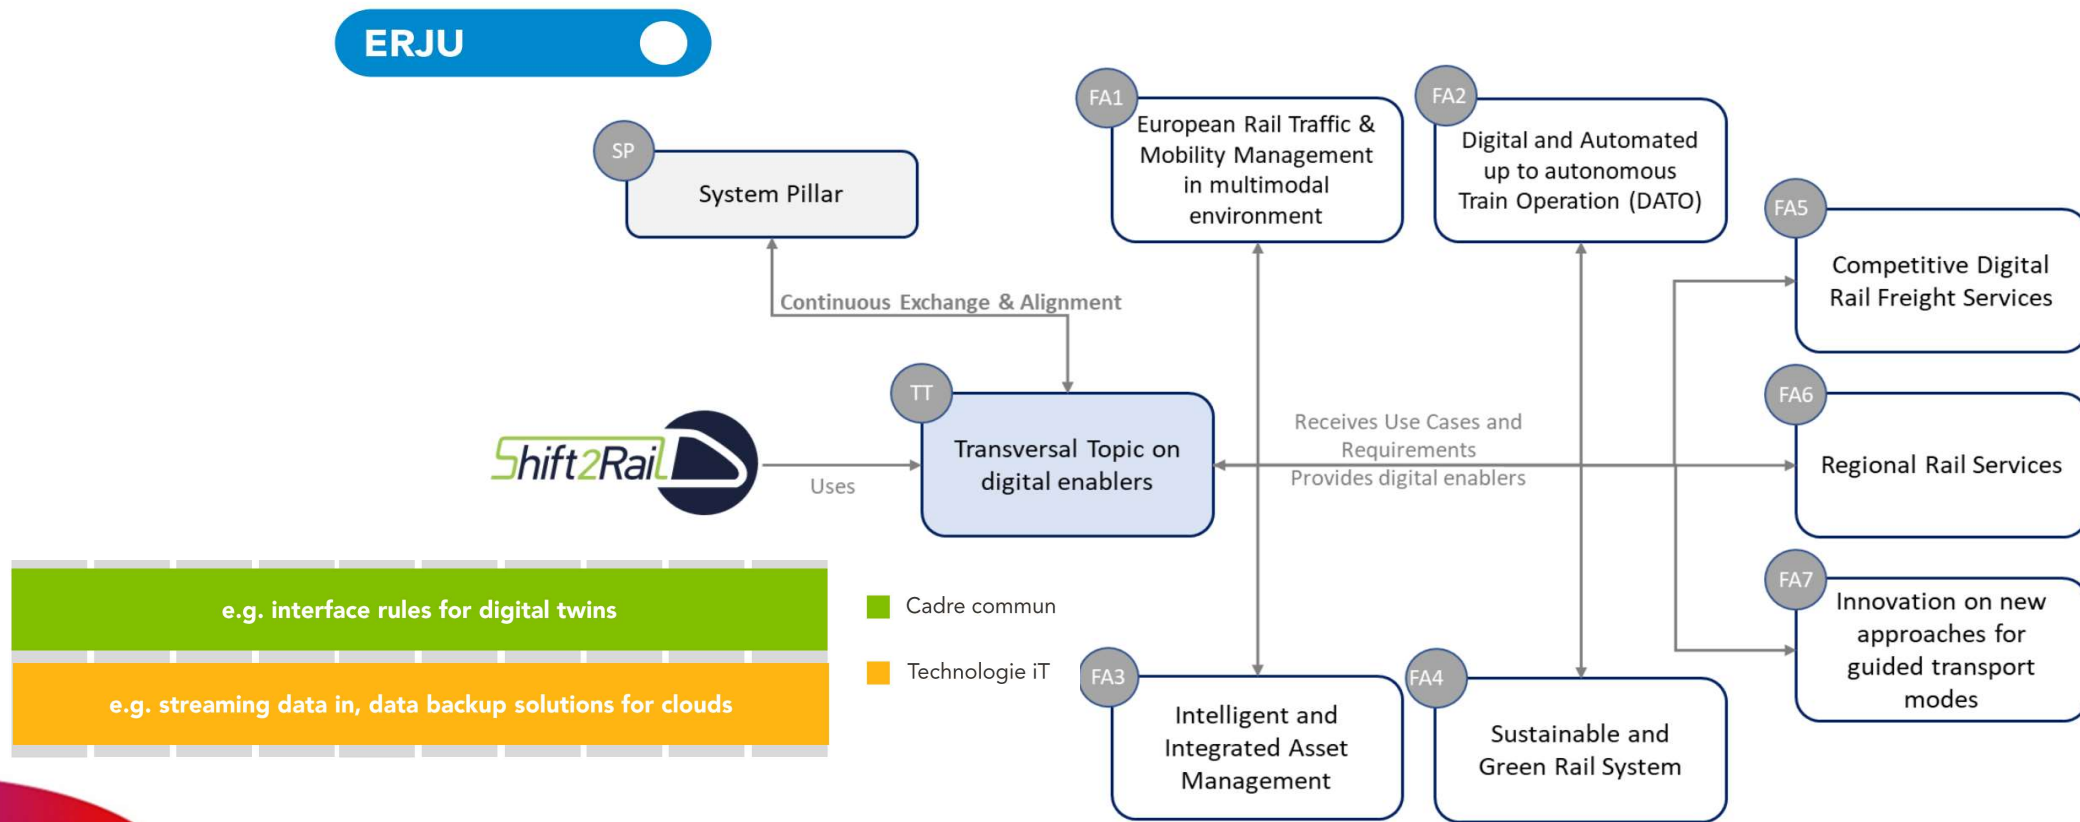 ERJU
SP
System Pillar
FA1
European Rail Traffic &
Mobility Management
in multimodal
environment
FA2
Digital and Automated
up to autonomous
Train Operation (DATO)
FA5
Competitive Digital
Rail Freight Services
Continuous Exchange & Alignment
TT
Transversal Topic on
digital enablers
Shift2Rail
Uses
Receives Use Cases and
Requirements
Provides digital enablers
FA6
Regional Rail Services
FA7
Innovation on new
approaches for
guided transport
modes
e.g. interface rules for digital twins
e.g. streaming data in, data backup solutions for clouds
Cadre commun
Technologie iT
FA3
Intelligent and
Integrated Asset
Management
FA4
Sustainable and
Green Rail System